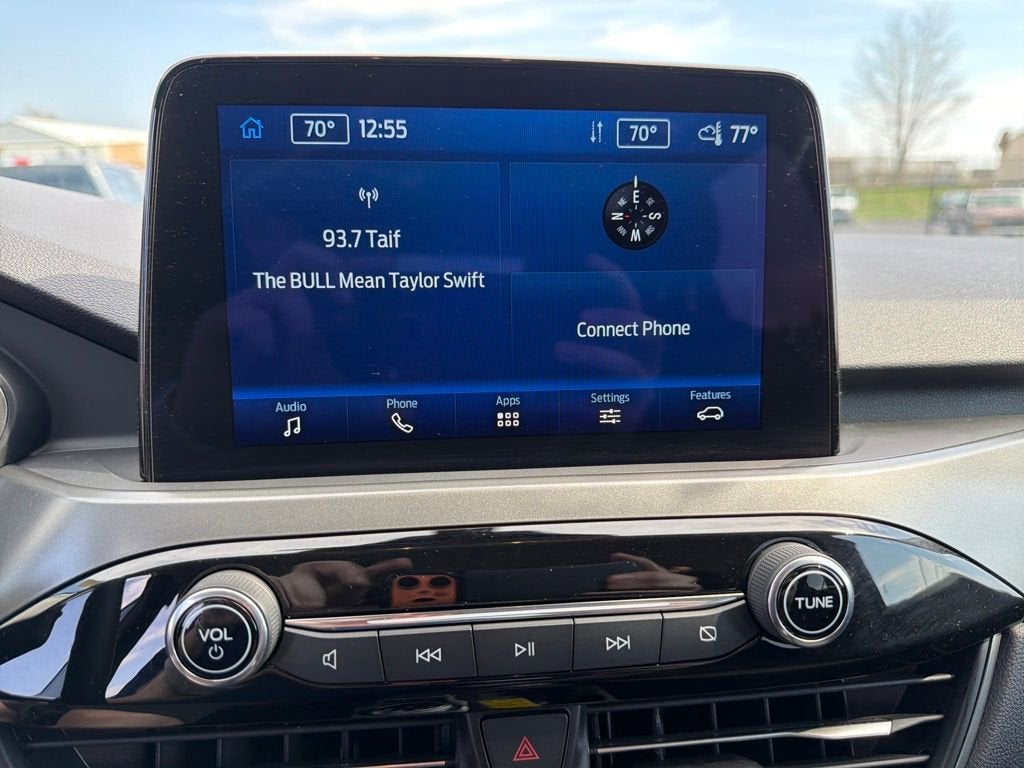 70° 12:55 70° 77°
93.7 Taif
The BULL Mean Taylor Swift
E
N S
W
Connect Phone
Audio Phone Apps Settings Features
VOL
TUNE